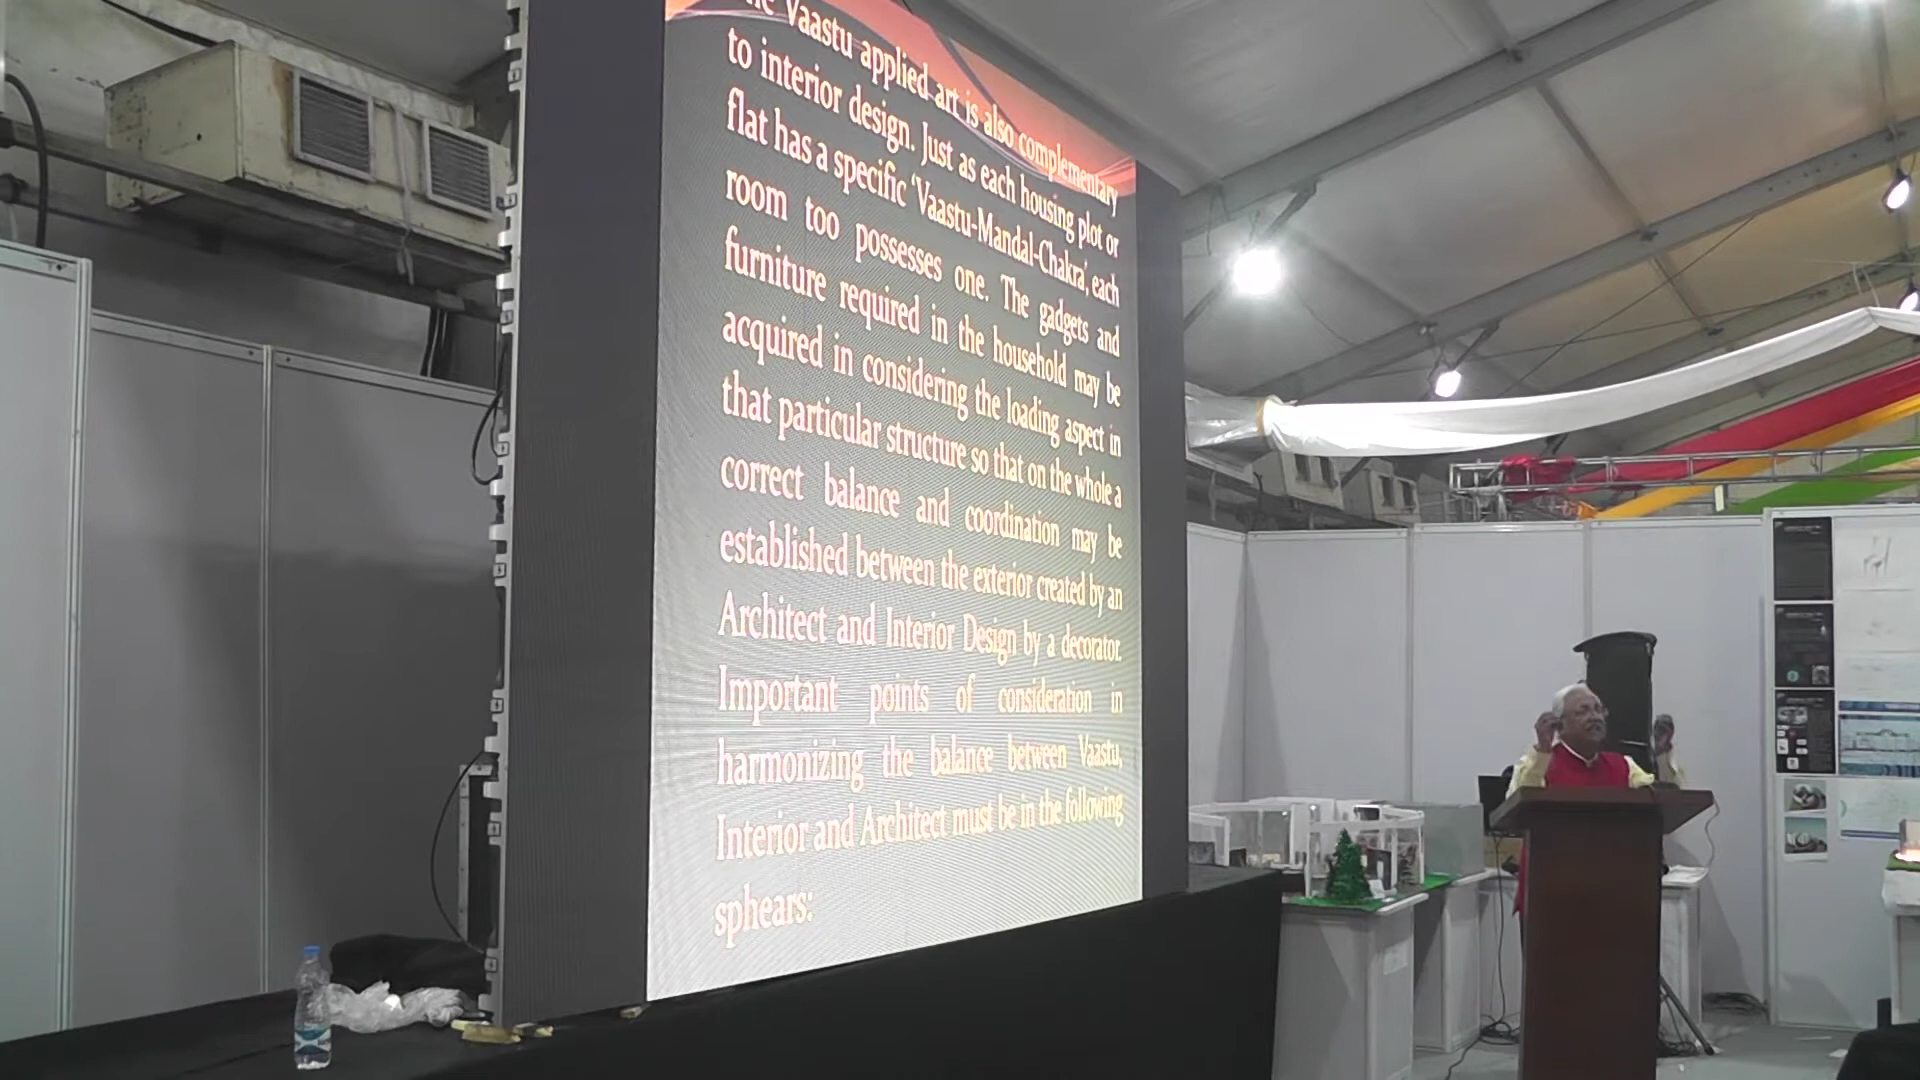 The Vaastu applied art is also complementary
to interior design. Just as each housing plot or
flat has a specific ‘Vaastu-Mandal-Chakra’, each
room too possesses one. The gadgets and
furniture required in the household may be
acquired in considering the loading aspect in
that particular structure so that on the whole a
correct balance and coordination may be
established between the exterior created by an
Architect and Interior Design by a decorator.
Important points of consideration in
harmonizing the balance between Vaastu,
Interior and Architect must be in the following
sphears: